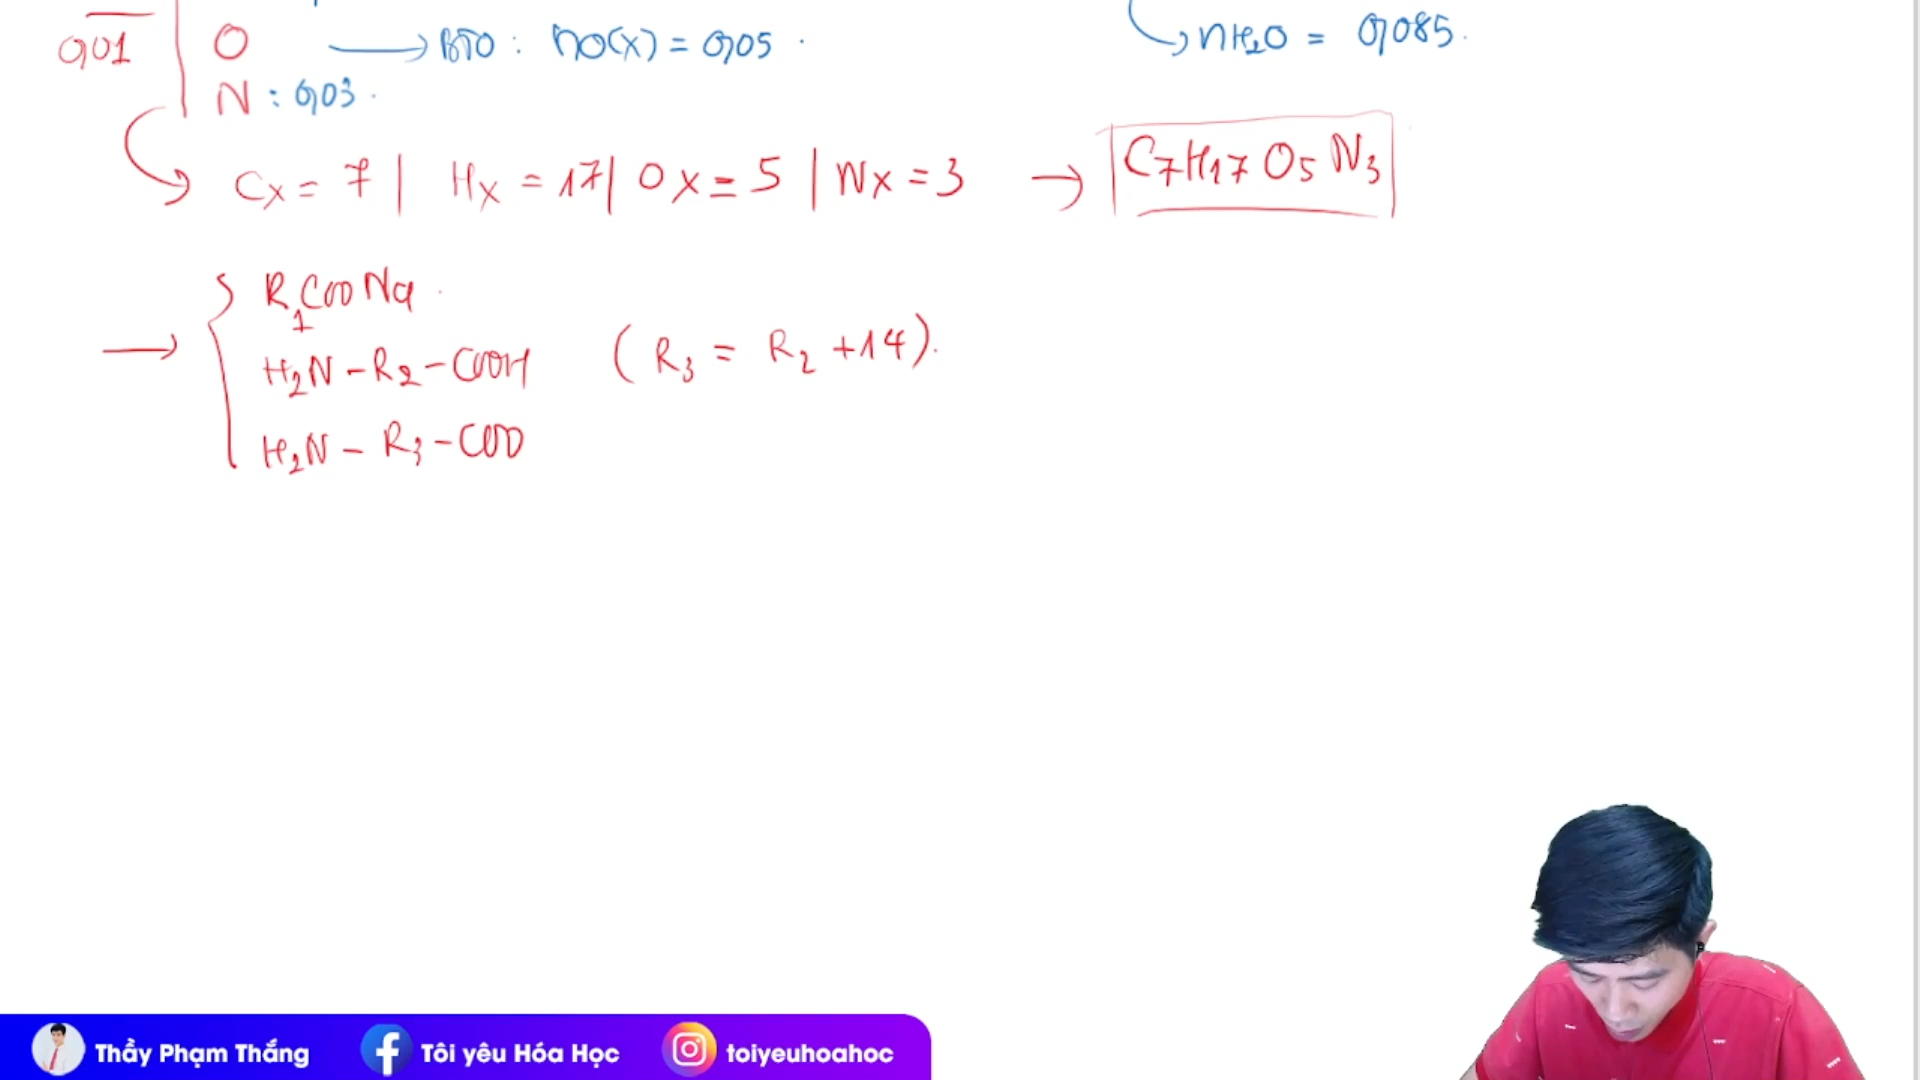 0,01 | O → BTO : nO(X) = 0,05 .
N : 0,03 .
nH2O = 0,085 .
Cx = 7 | Hx = 17 | Ox = 5 | Nx = 3 → C7H17O5N3
R1COONa .
→ H2N - R2 - COOH (R3 = R2 + 14) .
H2N - R3 - COO
Thầy Phạm Thắng Tôi yêu Hóa Học toiyeuhoahoc